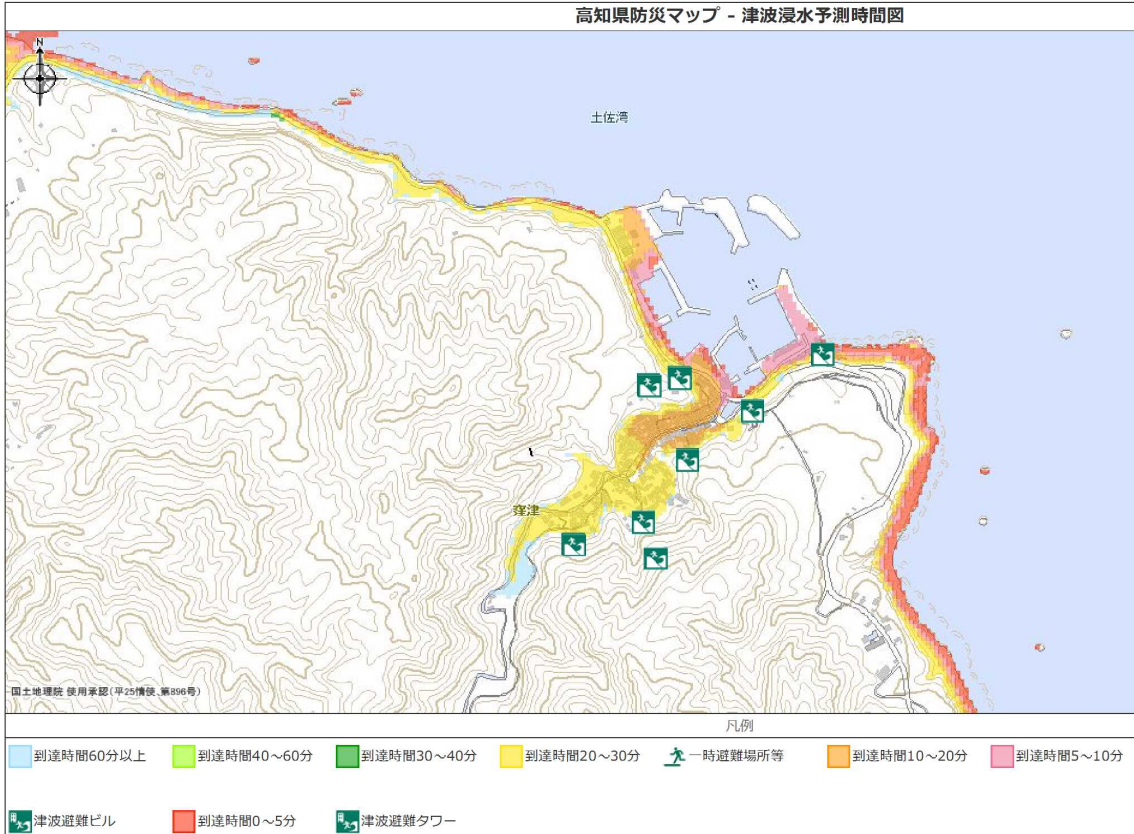 高知県防災マップ - 津波浸水予測時間図
N
土佐湾
窪津
国土地理院 使用承認(平25情使、第896号)
凡例
到達時間60分以上 到達時間40~60分 到達時間30~40分 到達時間20~30分 一時避難場所等 到達時間10~20分 到達時間5~10分
津波避難ビル 到達時間0~5分 津波避難タワー